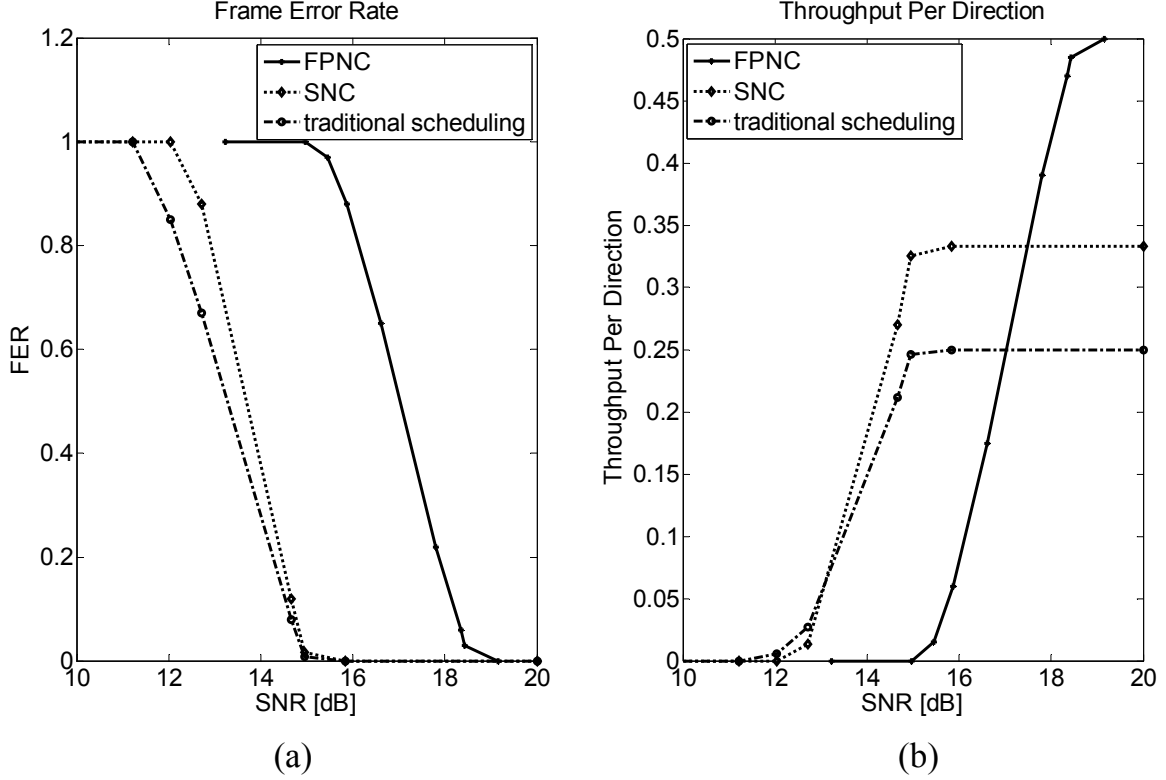 Frame Error Rate
1.2
1
0.8
0.6
0.4
0.2
0
FER
10
12
14
16
18
20
SNR [dB]
FPNC
SNC
traditional scheduling
(a)
Throughput Per Direction
0.5
0.45
0.4
0.35
0.3
0.25
0.2
0.15
0.1
0.05
0
Throughput Per Direction
10
12
14
16
18
20
SNR [dB]
FPNC
SNC
traditional scheduling
(b)